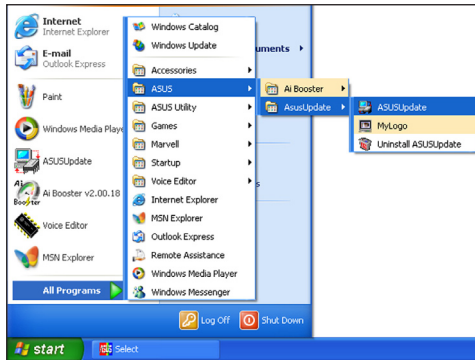 Internet
Internet Explorer
E-mail
Outlook Express
Paint
Windows Media Playe
ASUSUpdate
Ai Booster v2.00.18
Voice Editor
MSN Explorer
All Programs
Windows Catalog
Windows Update
Accessories
ASUS
ASUS Utility
Games
Marvell
Startup
Voice Editor
Internet Explorer
MSN Explorer
Outlook Express
Remote Assistance
Windows Media Player
Windows Messenger
uments
s
Ai Booster
AsusUpdate
ASUSUpdate
MyLogo
Uninstall ASUSUpdate
Log Off
Shut Down
start
Select